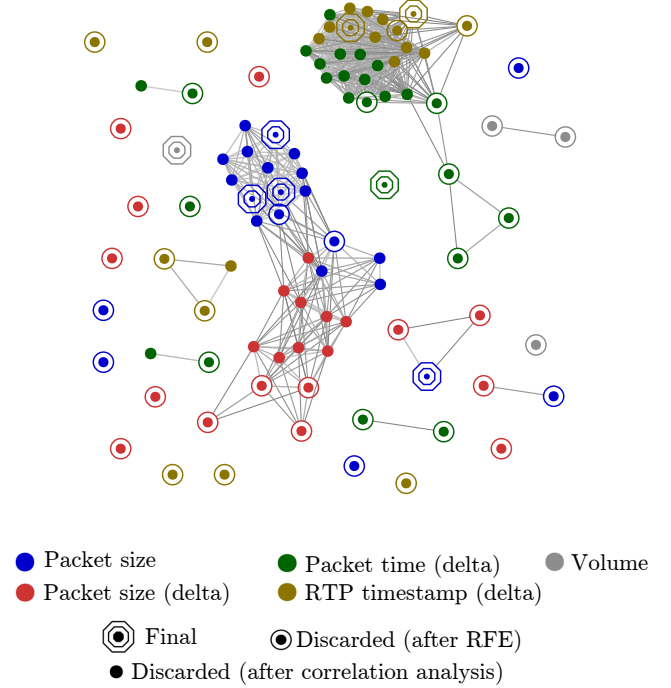 Packet size
Packet time (delta)
Volume
Packet size (delta)
RTP timestamp (delta)
Final
Discarded (after RFE)
Discarded (after correlation analysis)